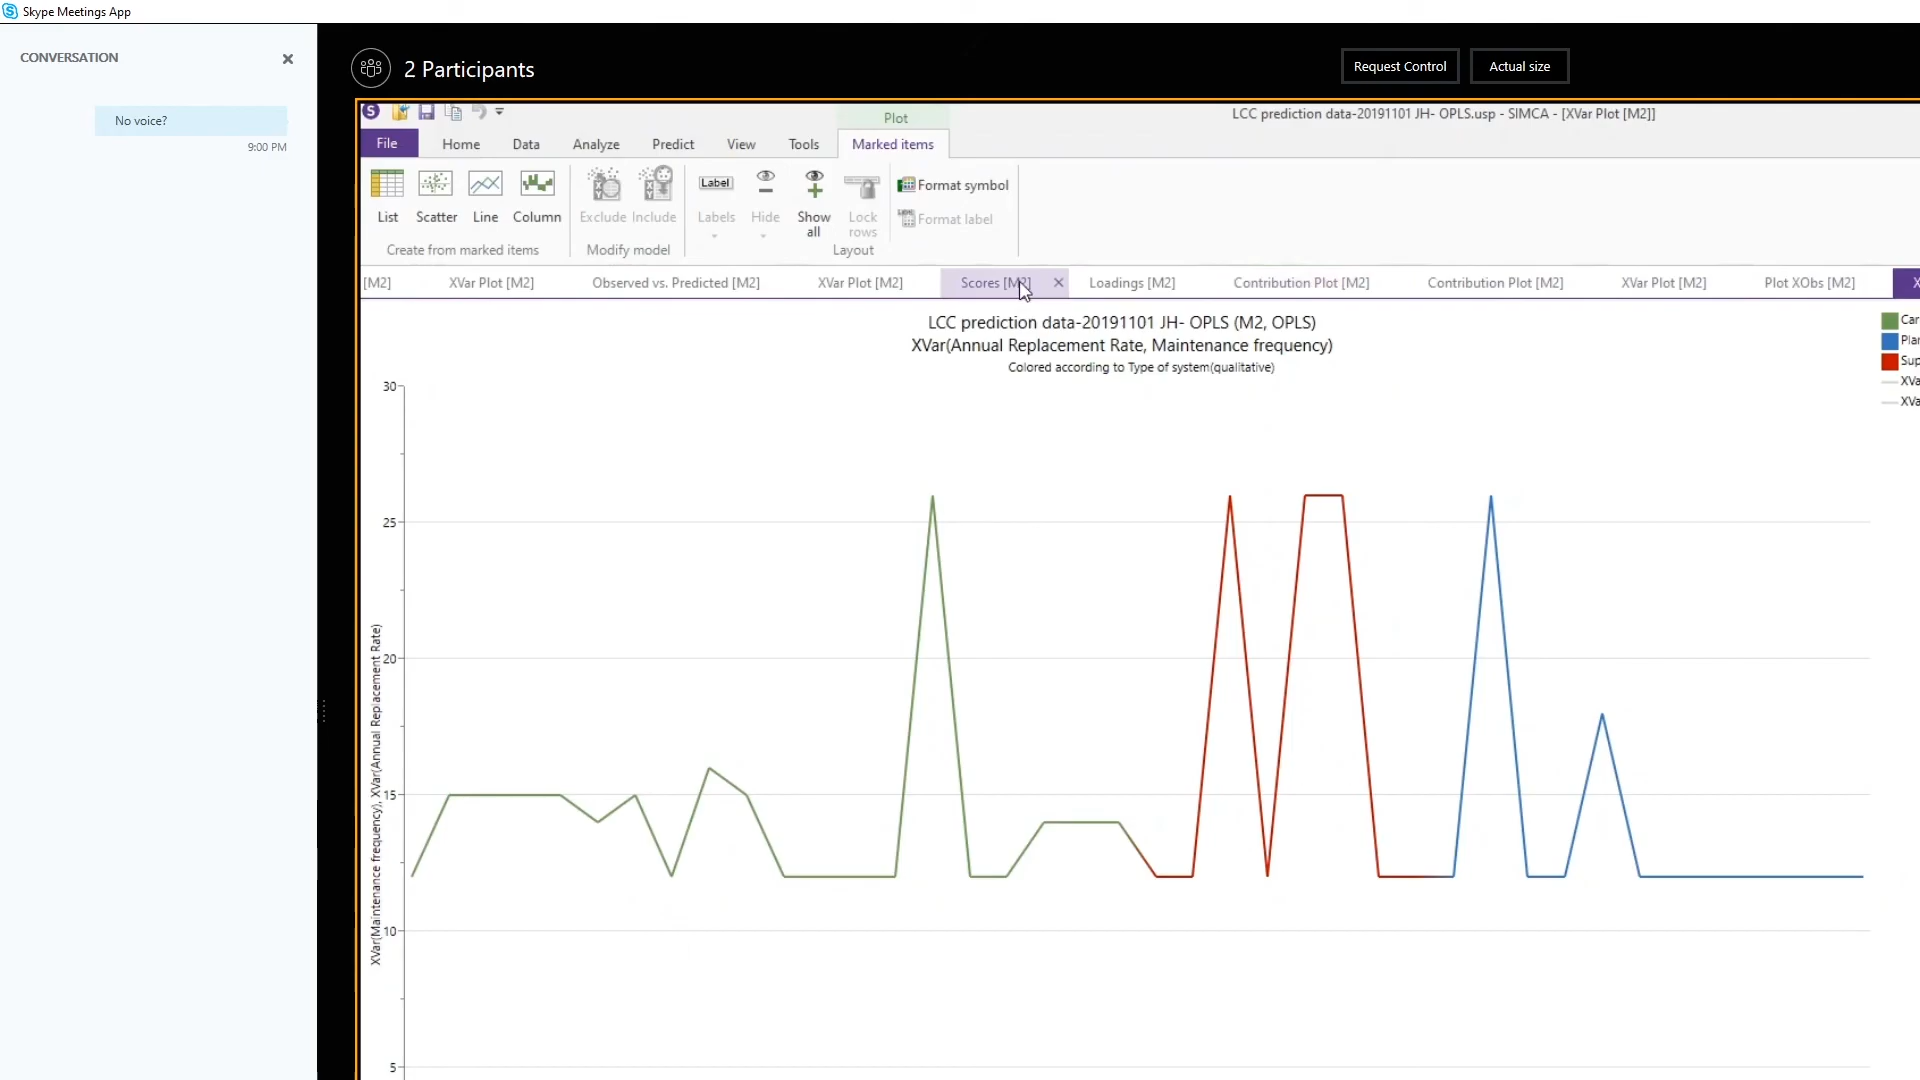 Skype Meetings App
CONVERSATION
No voice?
9:00 PM
2 Participants
Request Control
Actual size
LCC prediction data-20191101 JH- OPLS.usp - SIMCA - [XVar Plot [M2]]
Plot
File Home Data Analyze Predict View Tools Marked items
List Scatter Line Column
Create from marked items
Exclude Include
Modify model
Label
Labels Hide Show all Lock rows
Format symbol
Format label
Layout
[M2] XVar Plot [M2] Observed vs. Predicted [M2] XVar Plot [M2] Scores [M2] Loadings [M2] Contribution Plot [M2] Contribution Plot [M2] XVar Plot [M2] Plot XObs [M2] X
LCC prediction data-20191101 JH- OPLS (M2, OPLS)
XVar(Annual Replacement Rate, Maintenance frequency)
Colored according to Type of system(qualitative)
Car
Plan
Sup
XVa
XVa
XVar(Maintenance frequency), XVar(Annual Replacement Rate)
30
25
20
15
10
5